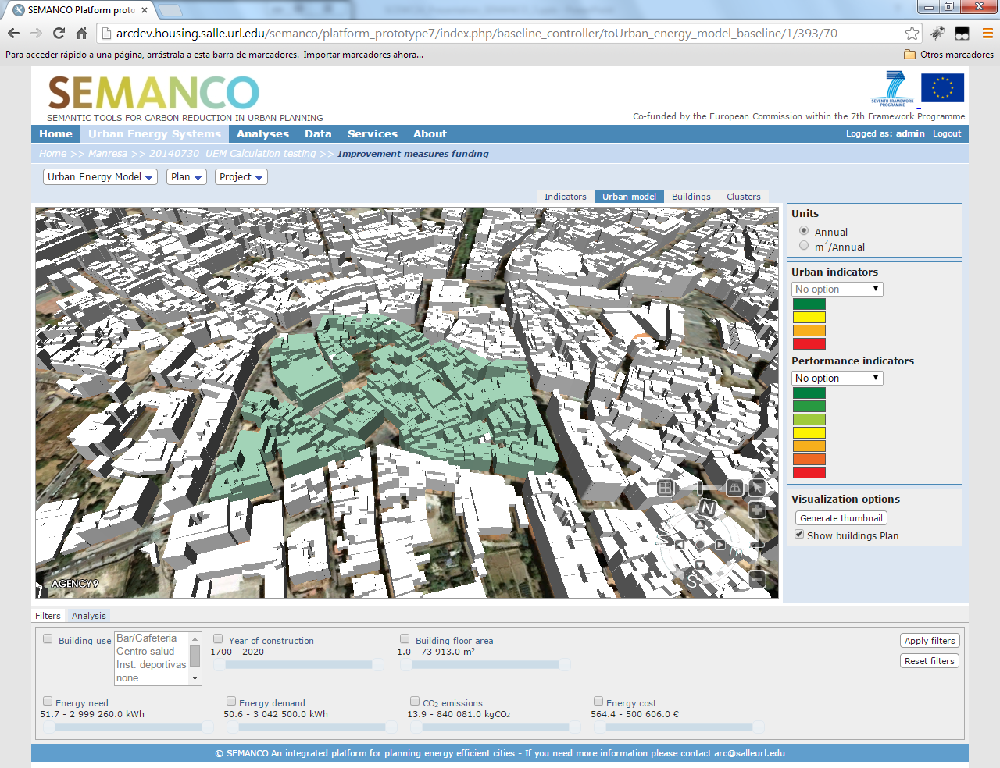 SEMANCO Platform proto
arcdev.housing.salle.url.edu/semanco/platform_prototype7/index.php/baseline_controller/toUrban_energy_model_baseline/1/393/70
Para acceder rápido a una página, arrástrala a esta barra de marcadores. Importar marcadores ahora...
Otros marcadores
SEMANCO
SEMANTIC TOOLS FOR CARBON REDUCTION IN URBAN PLANNING
SEVENTH FRAMEWORK
PROGRAMME
Co-funded by the European Commission within the 7th Framework Programme
Home Urban Energy Systems Analyses Data Services About
Logged as: admin Logout
Home >> Manresa >> 20140730_UEM Calculation testing >> Improvement measures funding
Urban Energy Model Plan Project
Indicators Urban model Buildings Clusters
Units
Annual
m²/Annual
Urban indicators
No option
Performance indicators
No option
Visualization options
Generate thumbnail
Show buildings Plan
N
S
AGENCY9
Filters Analysis
Building use
Bar/Cafeteria
Centro salud
Inst. deportivas
none
Year of construction
1700 - 2020
Building floor area
1.0 - 73 913.0 m²
Apply filters
Reset filters
Energy need
51.7 - 2 999 260.0 kWh
Energy demand
50.6 - 3 042 500.0 kWh
CO₂ emissions
13.9 - 840 081.0 kgCO₂
Energy cost
564.4 - 500 606.0 €
© SEMANCO An integrated platform for planning energy efficient cities - If you need more information please contact arc@salleurl.edu